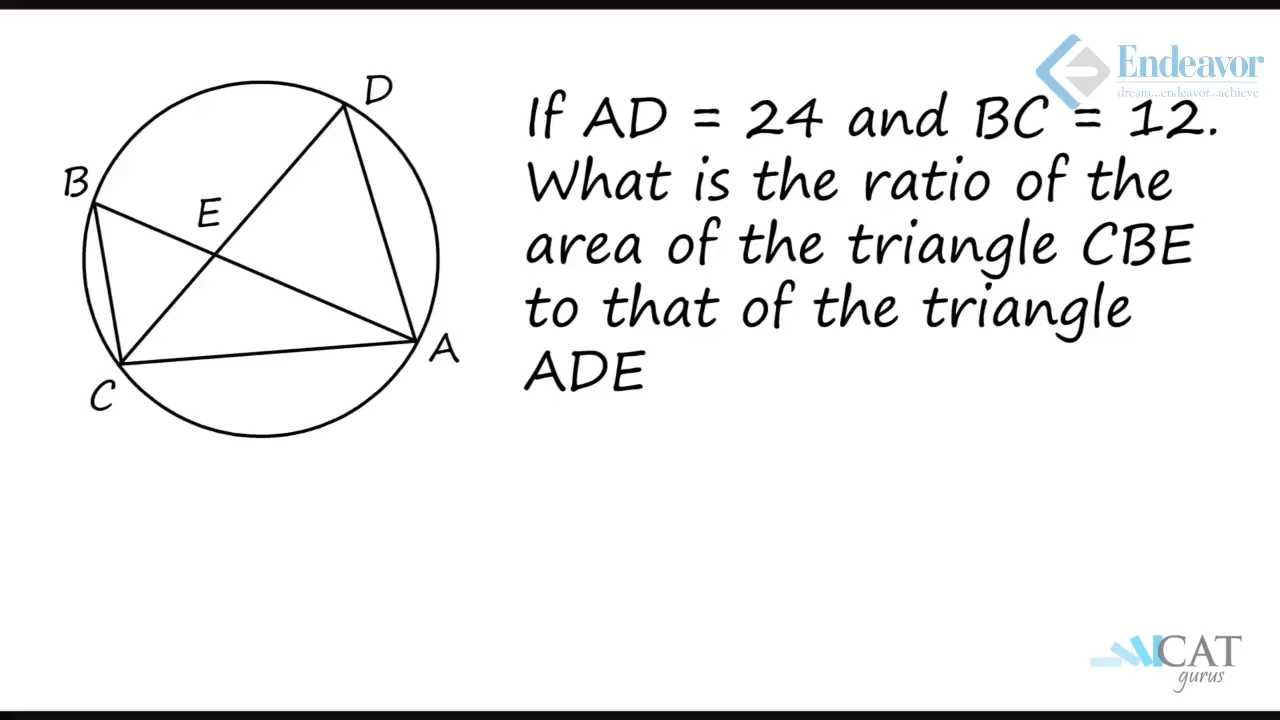 Endeavor
dream...endeavor...achieve
D
If AD = 24 and BC = 12.
B
What is the ratio of the
E
area of the triangle CBE
to that of the triangle
A
ADE
C
CAT
gurus